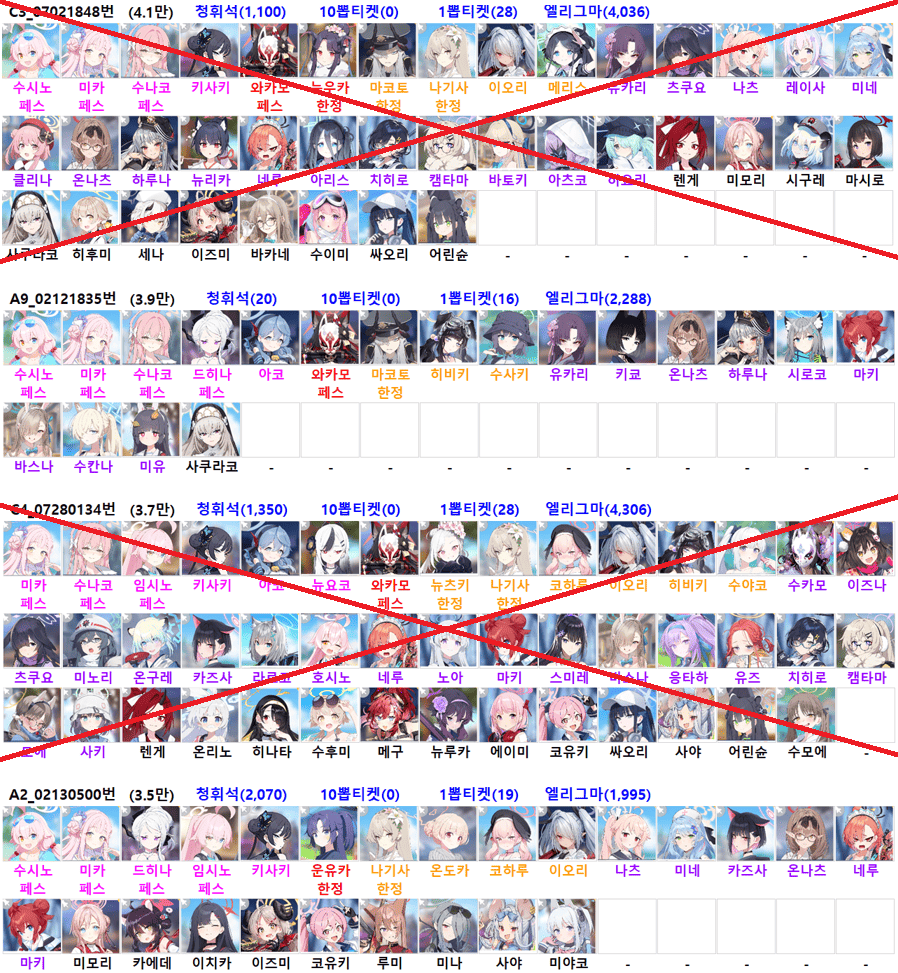 C3_07021848번 (4.1만) 청휘석(1,100) 10뽑티켓(0) 1뽑티켓(28) 엘리그마(4,036)
수시노 미카 수나코 키사키 와카모 뉴우카 마코토 나기사 이오리 메리스 유카리 츠쿠요 나츠 레이사 미네
페스 페스 페스 페스 한정 한정 한정
클리나 온나츠 하루나 뉴리카 네루 아리스 치히로 캠타마 바토키 아츠코 히요리 렌게 미모리 시구레 마시로
사쿠라코 히후미 세나 이즈미 바카네 수이미 싸오리 어린슌 - - - - - - -
A9_02121835번 (3.9만) 청휘석(20) 10뽑티켓(0) 1뽑티켓(16) 엘리그마(2,288)
수시노 미카 수나코 드히나 아코 와카모 마코토 히비키 수사키 유카리 키쿄 온나츠 하루나 시로코 마키
페스 페스 페스 페스 페스 한정
바스나 수칸나 미유 사쿠라코 - - - - - - - - - - -
C4_07280134번 (3.7만) 청휘석(1,350) 10뽑티켓(0) 1뽑티켓(28) 엘리그마(4,306)
미카 수나코 임시노 키사키 아코 뉴요코 와카모 뉴츠키 나기사 코하루 이오리 히비키 수야코 수카모 이즈나
페스 페스 페스 페스 한정 한정
츠쿠요 미노리 온구레 카즈사 라로코 호시노 네루 노아 마키 스미레 바스나 응타하 유즈 치히로 캠타마
모에 사키 렌게 온리노 히나타 수후미 메구 뉴루카 에이미 코유키 싸오리 사야 어린슌 수모에 -
A2_02130500번 (3.5만) 청휘석(2,070) 10뽑티켓(0) 1뽑티켓(19) 엘리그마(1,995)
수시노 미카 드히나 임시노 키사키 운유카 나기사 온도카 코하루 이오리 나츠 미네 카즈사 온나츠 네루
페스 페스 페스 페스 한정 한정
마키 미모리 카에데 이치카 이즈미 코유키 루미 미나 사야 미야코 - - - - -